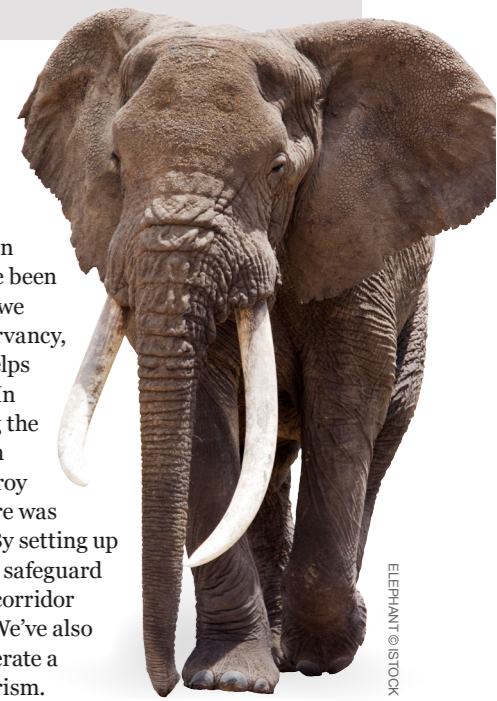 n
e been
we
rvancy,
elps
In
g the
n
roy
re was
By setting up
safeguard
corridor
We've also
erate a
rism.
ELEPHANT © ISTOCK